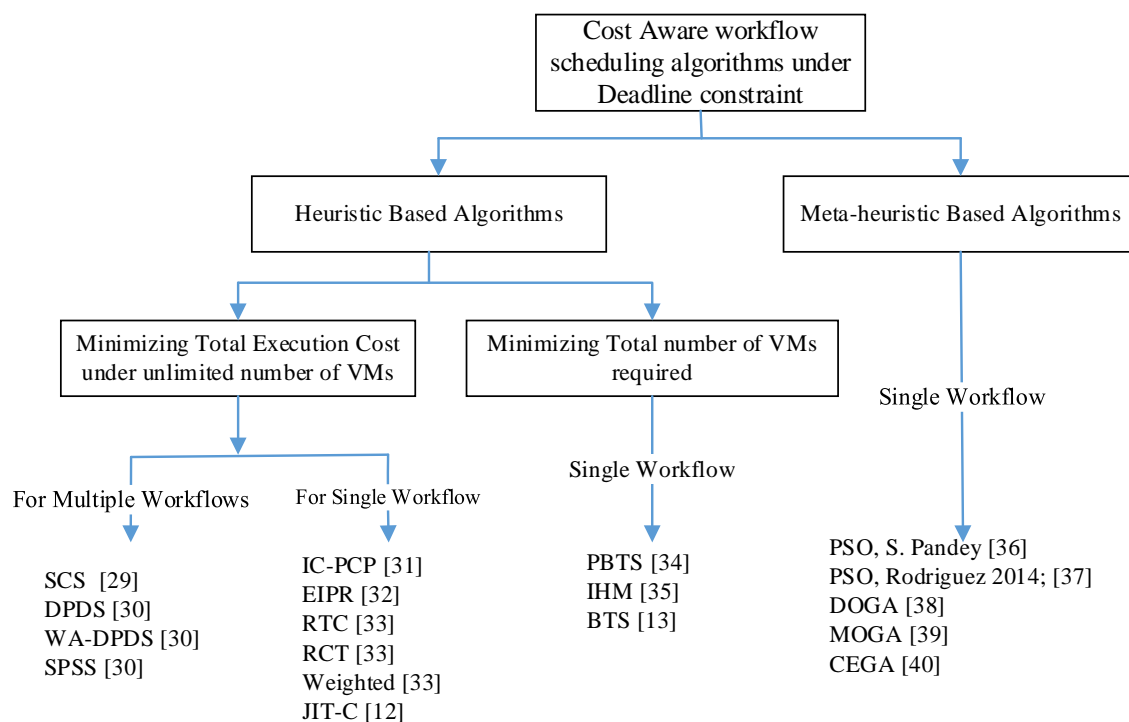 Cost Aware workflow
scheduling algorithms under
Deadline constraint
Heuristic Based Algorithms
Meta-heuristic Based Algorithms
Minimizing Total Execution Cost
under unlimited number of VMs
Minimizing Total number of VMs
required
Single Workflow
Single Workflow
For Multiple Workflows
For Single Workflow
SCS [29]
DPDS [30]
WA-DPDS [30]
SPSS [30]
IC-PCP [31]
EIPR [32]
RTC [33]
RCT [33]
Weighted [33]
JIT-C [12]
PBTS [34]
IHM [35]
BTS [13]
PSO, S. Pandey [36]
PSO, Rodriguez 2014; [37]
DOGA [38]
MOGA [39]
CEGA [40]